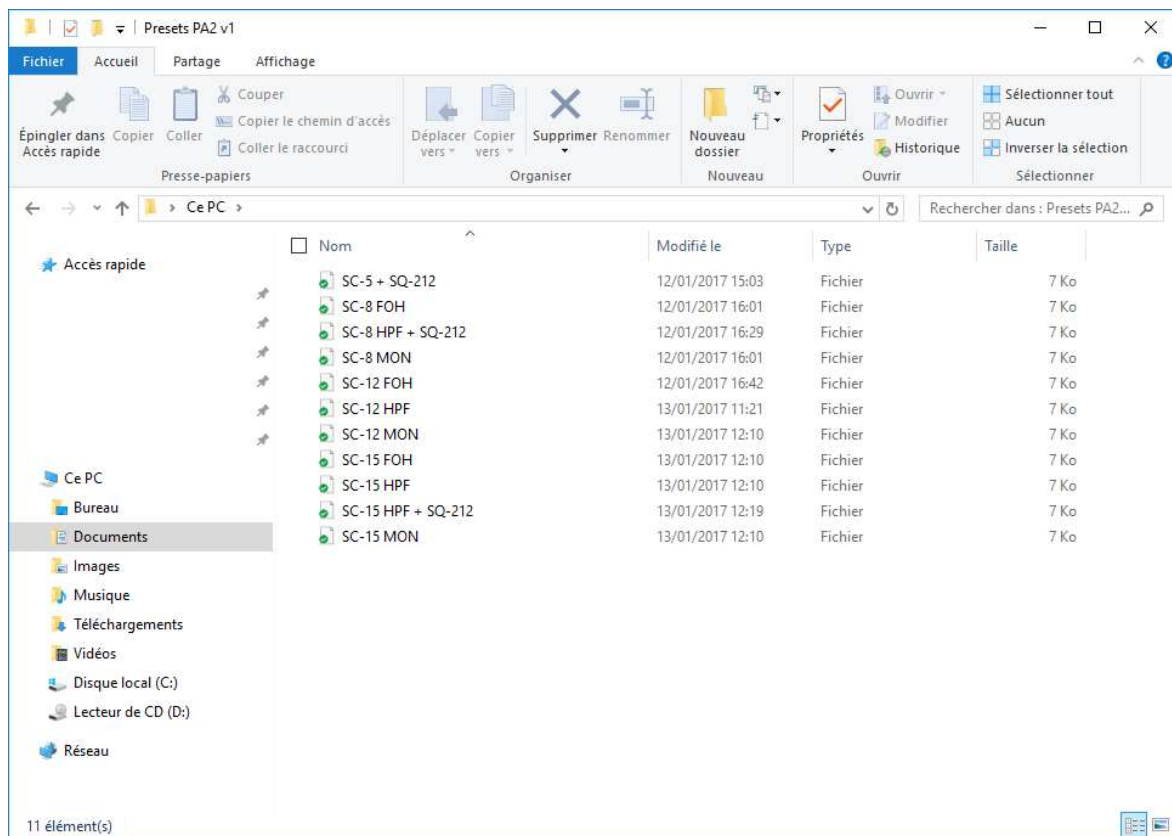 Presets PA2 v1
Fichier Accueil Partage Affichage
Épingler dans Accès rapide
Copier
Coller
Couper
Copier le chemin d'accès
Coller le raccourci
Presse-papiers
Déplacer vers
Copier vers
Supprimer
Renommer
Organiser
Nouveau dossier
Nouveau
Propriétés
Ouvrir
Modifier
Historique
Ouvrir
Sélectionner tout
Aucun
Inverser la sélection
Sélectionner
Ce PC
Rechercher dans : Presets PA2...
Accès rapide
Ce PC
Bureau
Documents
Images
Musique
Téléchargements
Vidéos
Disque local (C:)
Lecteur de CD (D:)
Réseau
Nom Modifié le Type Taille
SC-5 + SQ-212 12/01/2017 15:03 Fichier 7 Ko
SC-8 FOH 12/01/2017 16:01 Fichier 7 Ko
SC-8 HPF + SQ-212 12/01/2017 16:29 Fichier 7 Ko
SC-8 MON 12/01/2017 16:01 Fichier 7 Ko
SC-12 FOH 12/01/2017 16:42 Fichier 7 Ko
SC-12 HPF 13/01/2017 11:21 Fichier 7 Ko
SC-12 MON 13/01/2017 12:10 Fichier 7 Ko
SC-15 FOH 13/01/2017 12:10 Fichier 7 Ko
SC-15 HPF 13/01/2017 12:10 Fichier 7 Ko
SC-15 HPF + SQ-212 13/01/2017 12:19 Fichier 7 Ko
SC-15 MON 13/01/2017 12:10 Fichier 7 Ko
11 élément(s)